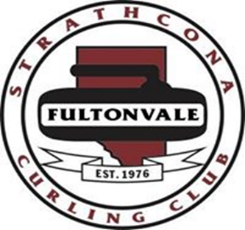 STRATHCONA
FULTONVALE
EST. 1976
CURLING CLUB